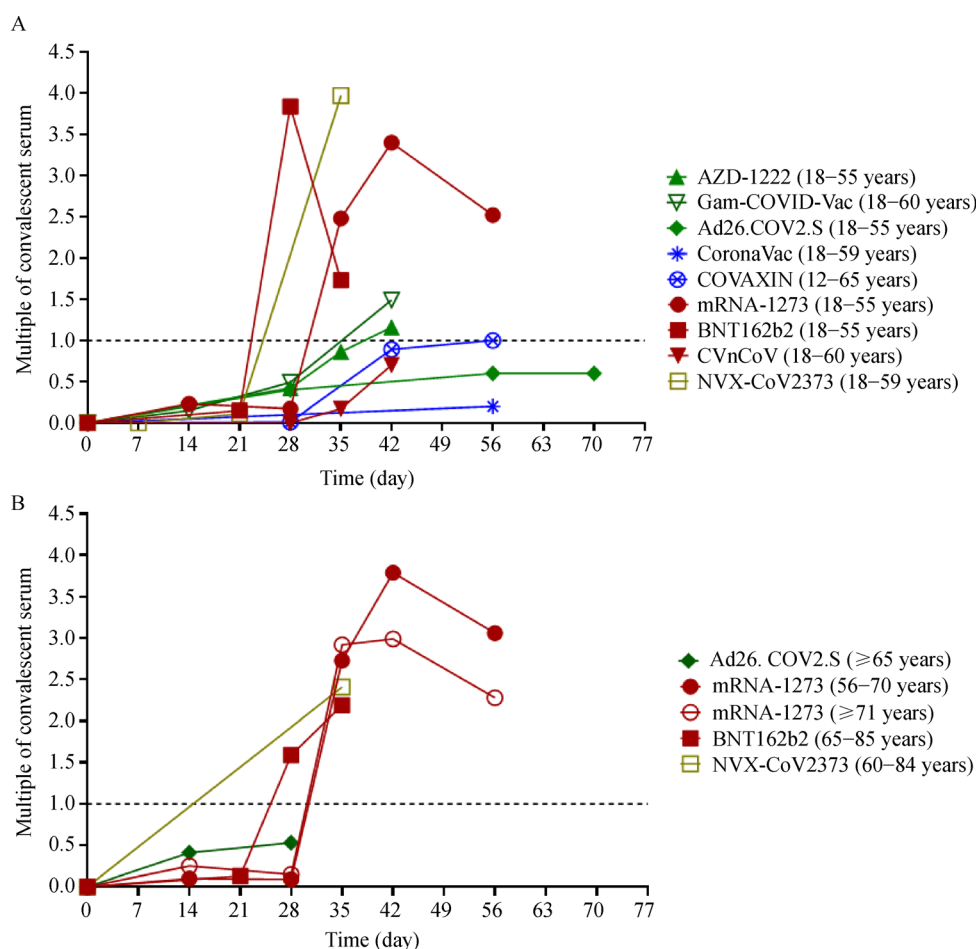 A
Multiple of convalescent serum
4.5
4.0
3.5
3.0
2.5
2.0
1.5
1.0
0.5
0.0
0 7 14 21 28 35 42 49 56 63 70 77
Time (day)
AZD-1222 (18−55 years)
Gam-COVID-Vac (18−60 years)
Ad26.COV2.S (18−55 years)
CoronaVac (18−59 years)
COVAXIN (12−65 years)
mRNA-1273 (18−55 years)
BNT162b2 (18−55 years)
CVnCoV (18−60 years)
NVX-CoV2373 (18−59 years)
B
Multiple of convalescent serum
4.5
4.0
3.5
3.0
2.5
2.0
1.5
1.0
0.5
0.0
0 7 14 21 28 35 42 49 56 63 70 77
Time (day)
Ad26. COV2.S (≥65 years)
mRNA-1273 (56−70 years)
mRNA-1273 (≥71 years)
BNT162b2 (65−85 years)
NVX-CoV2373 (60−84 years)